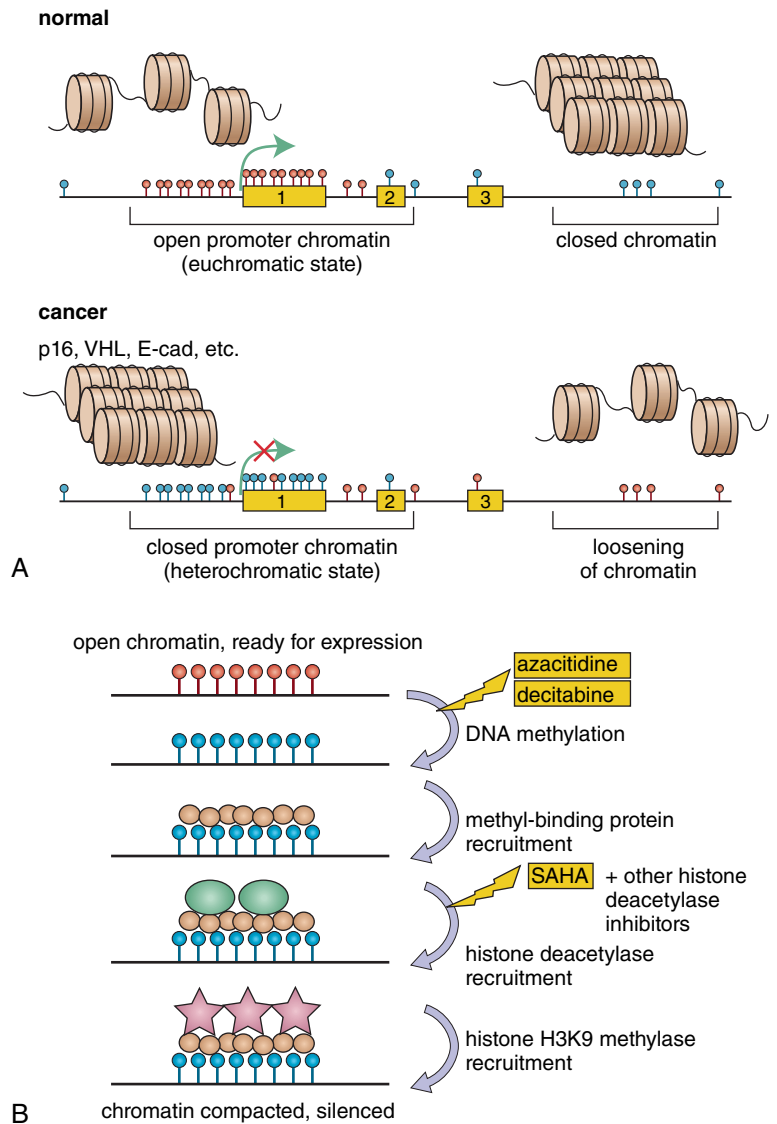 normal
1
2
3
open promoter chromatin
(euchromatic state)
closed chromatin
cancer
p16, VHL, E-cad, etc.
1
2
3
closed promoter chromatin
(heterochromatic state)
loosening
of chromatin
A
open chromatin, ready for expression
azacitidine
decitabine
DNA methylation
methyl-binding protein
recruitment
SAHA + other histone
deacetylase
inhibitors
histone deacetylase
recruitment
histone H3K9 methylase
recruitment
B
chromatin compacted, silenced